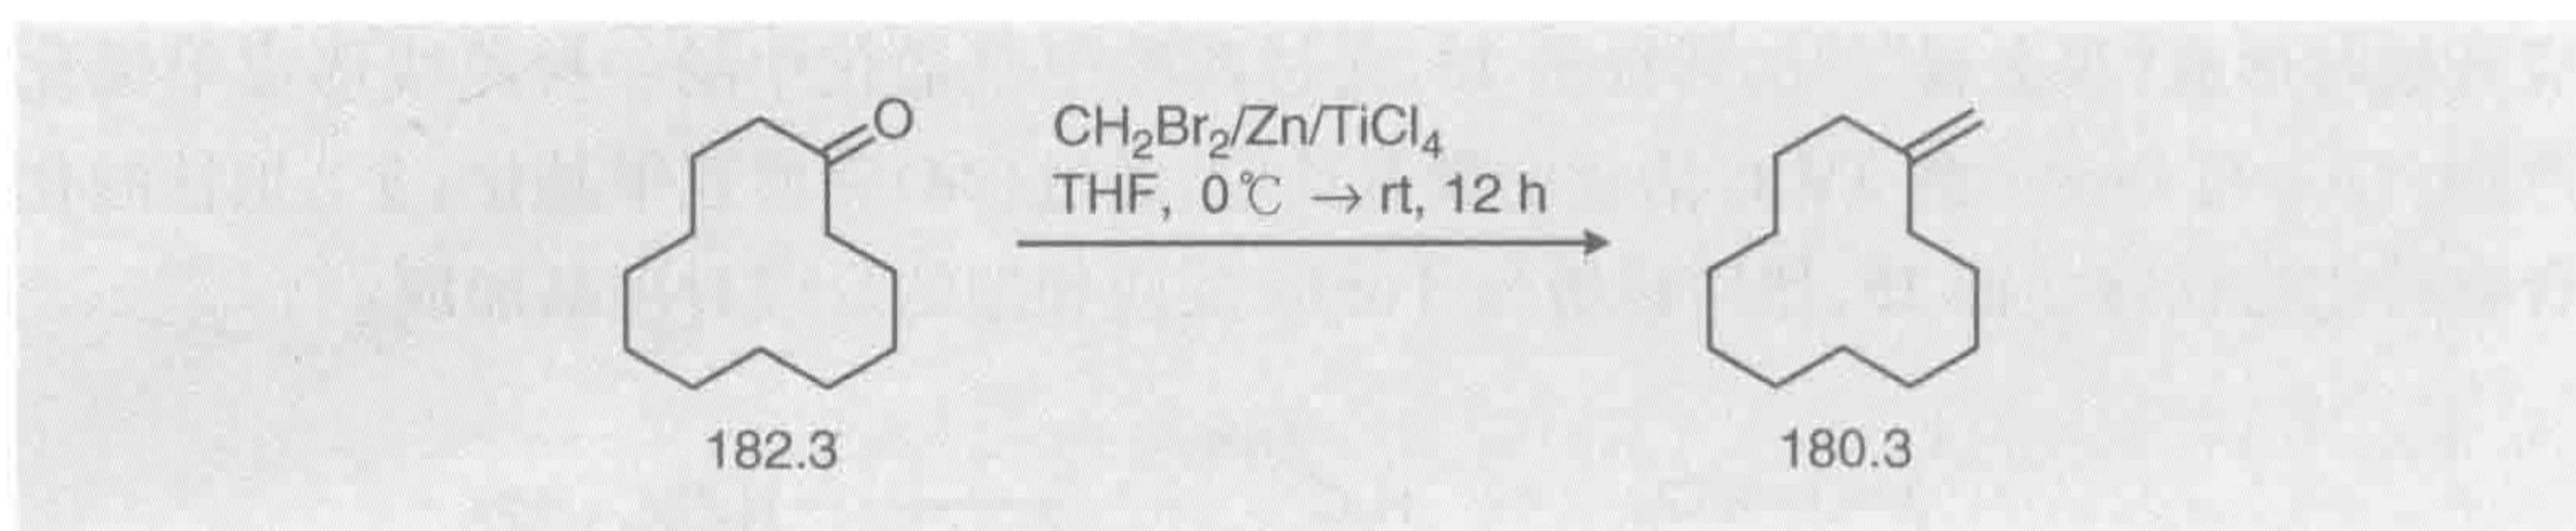 O
CH₂Br₂/Zn/TiCl₄
THF, 0℃ → rt, 12 h
182.3
180.3